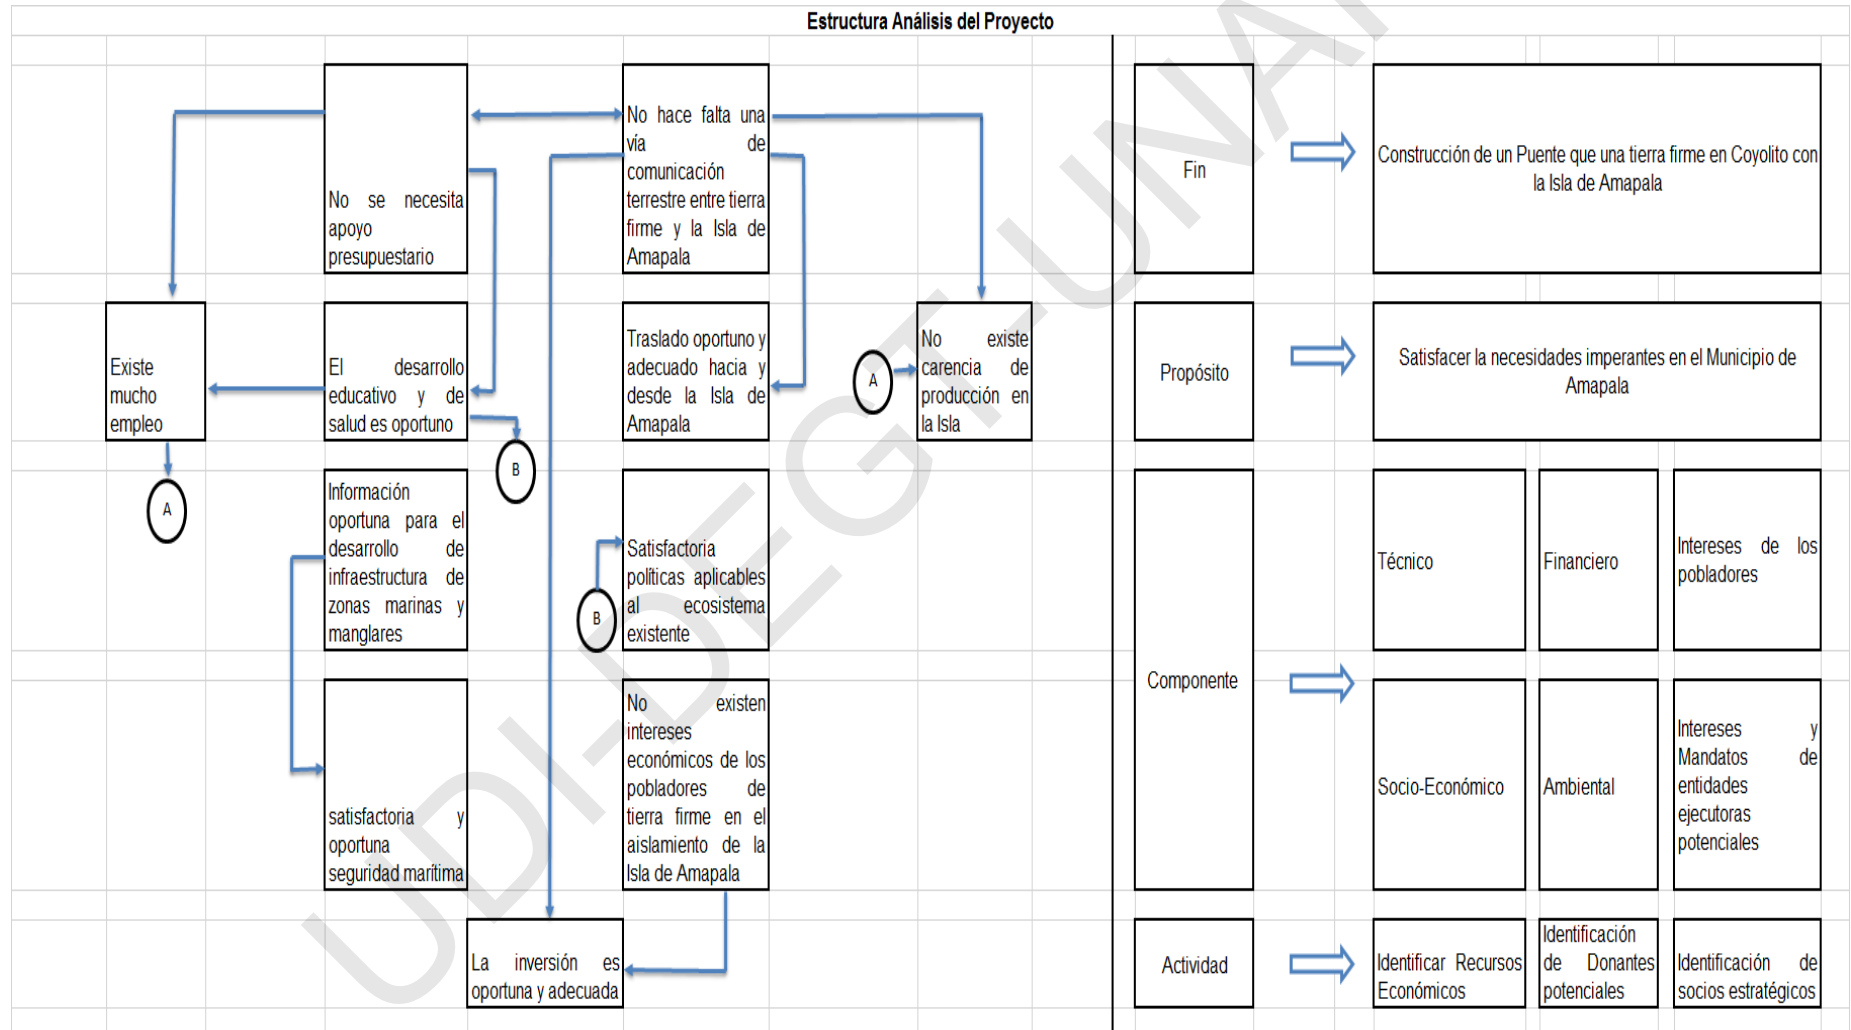 Estructura Análisis del Proyecto
No se necesita
apoyo
presupuestario
No hace falta una
vía de
comunicación
terrestre entre tierra
firme y la Isla de
Amapala
Existe
mucho
empleo
El desarrollo
educativo y de
salud es oportuno
Traslado oportuno y
adecuado hacia y
desde la Isla de
Amapala
A
No existe
carencia de
producción en
la Isla
A
B
Información
oportuna para el
desarrollo de
infraestructura de
zonas marinas y
manglares
B
Satisfactoria
políticas aplicables
al ecosistema
existente
satisfactoria y
oportuna
seguridad marítima
No existen
intereses
económicos de los
pobladores de
tierra firme en el
aislamiento de la
Isla de Amapala
La inversión es
oportuna y adecuada
Fin
Construcción de un Puente que una tierra firme en Coyolito con
la Isla de Amapala
Propósito
Satisfacer la necesidades imperantes en el Municipio de
Amapala
Componente
Técnico
Financiero
Intereses de los
pobladores
Socio-Económico
Ambiental
Intereses y
Mandatos de
entidades
ejecutoras
potenciales
Actividad
Identificar Recursos
Económicos
Identificación
de Donantes
potenciales
Identificación de
socios estratégicos